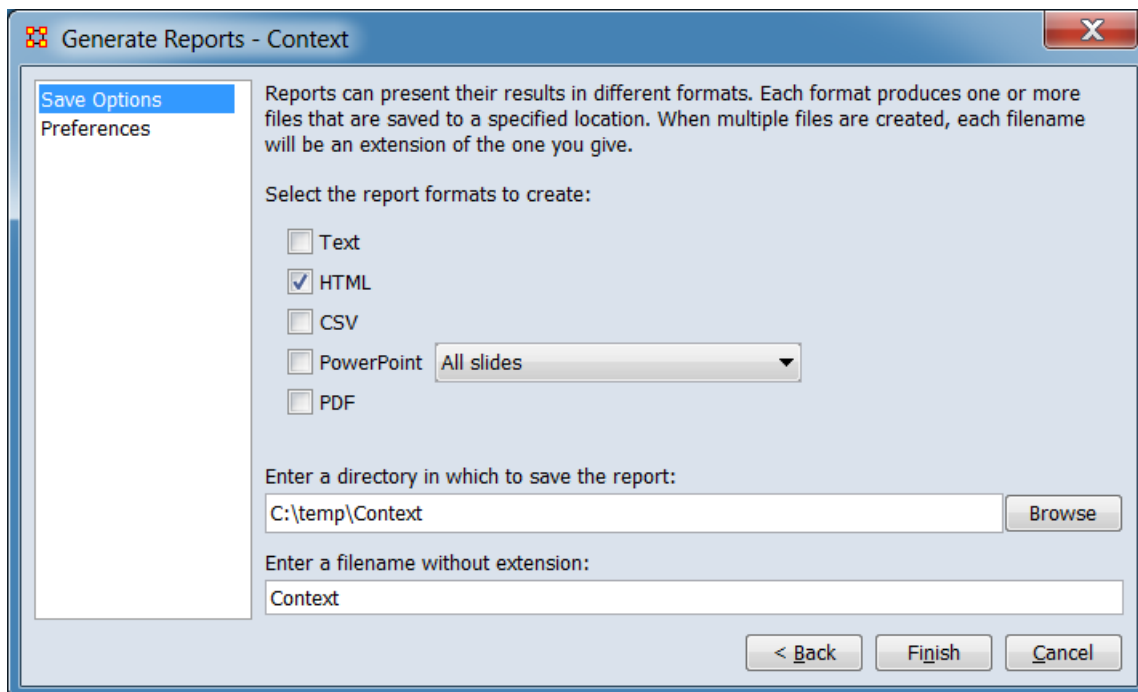 Generate Reports - Context
X
Save Options
Preferences
Reports can present their results in different formats. Each format produces one or more
files that are saved to a specified location. When multiple files are created, each filename
will be an extension of the one you give.
Select the report formats to create:
Text
HTML
CSV
PowerPoint All slides
PDF
Enter a directory in which to save the report:
C:\temp\Context Browse
Enter a filename without extension:
Context
< Back Finish Cancel